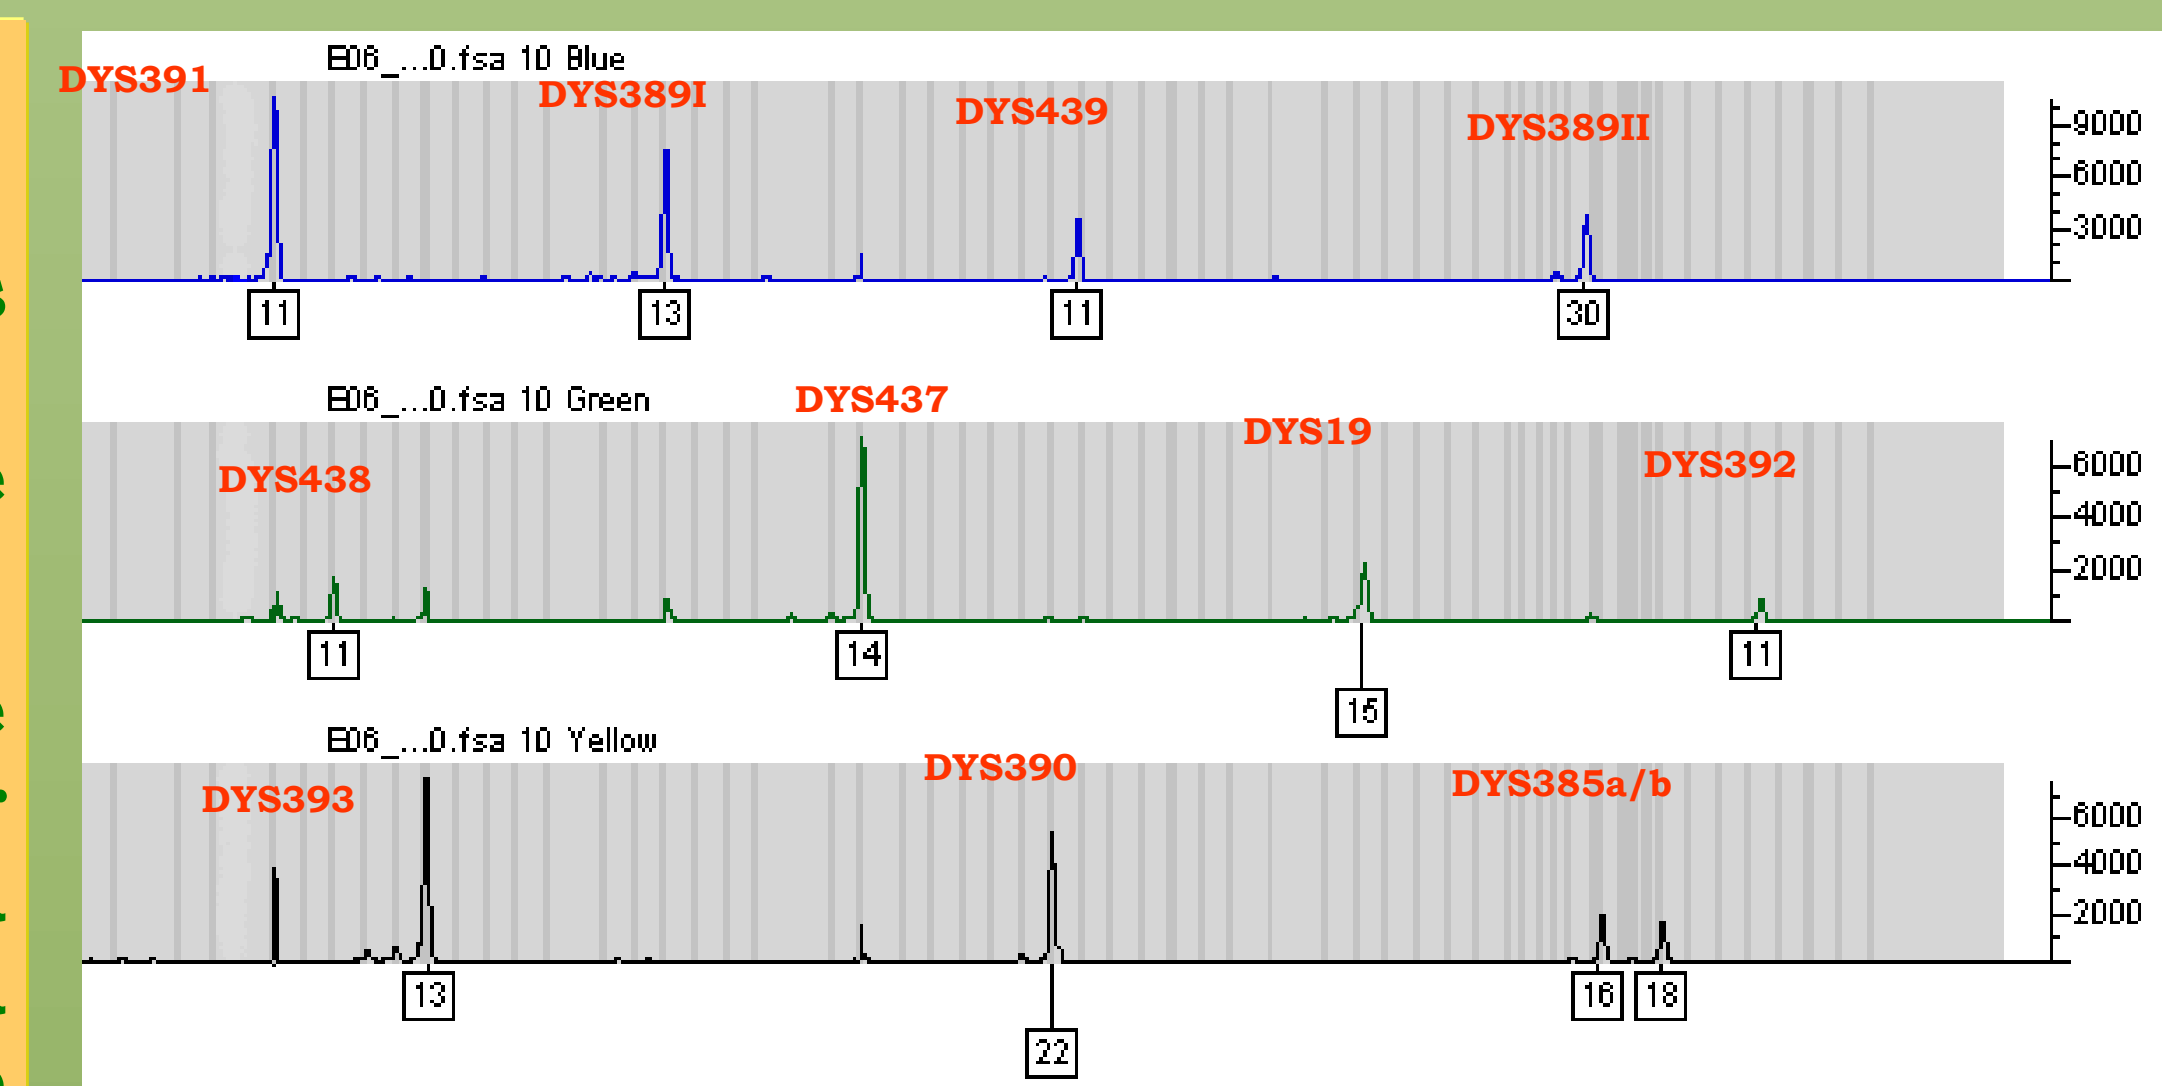 E06_...0.fsa 10 Blue
DYS391
DYS389I
DYS439
DYS389II
9000
6000
3000
11
13
11
30
E06_...0.fsa 10 Green
DYS437
DYS19
DYS438
DYS392
6000
4000
2000
11
14
11
15
E06_...0.fsa 10 Yellow
DYS390
DYS385a/b
DYS393
6000
4000
2000
13
16
18
22